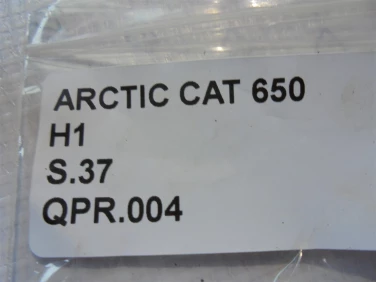 ARCTIC CAT 650
H1
S.37
QPR.004